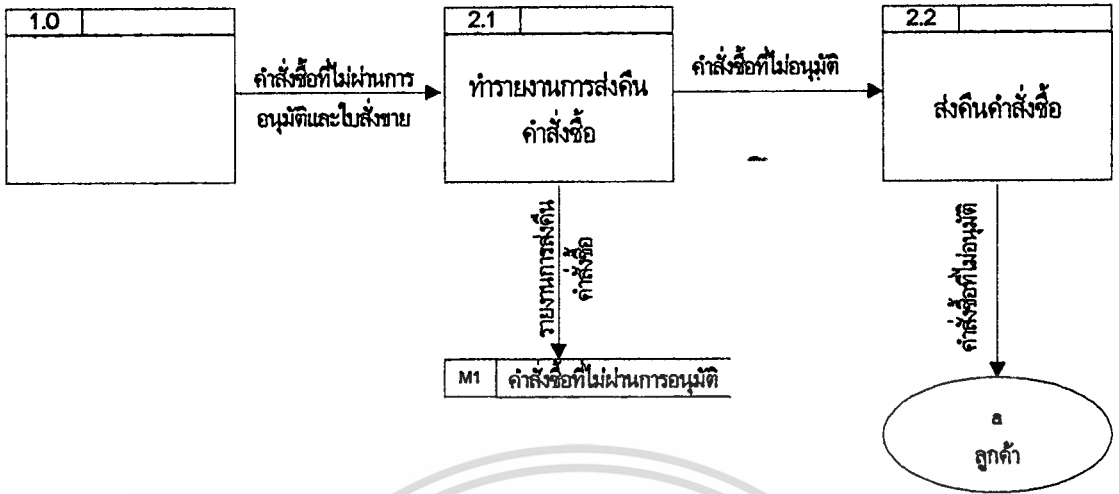 1.0
2.1
2.2
คำสั่งซื้อที่ไม่ผ่านการ
อนุมัติและใบสั่งขาย
ทำรายงานการส่งคืน
คำสั่งซื้อ
คำสั่งซื้อที่ไม่อนุมัติ
ส่งคืนคำสั่งซื้อ
รายงานการส่งคืน
คำสั่งซื้อ
คำสั่งซื้อที่ไม่อนุมัติ
M1 คำสั่งซื้อที่ไม่ผ่านการอนุมัติ
a
ลูกค้า